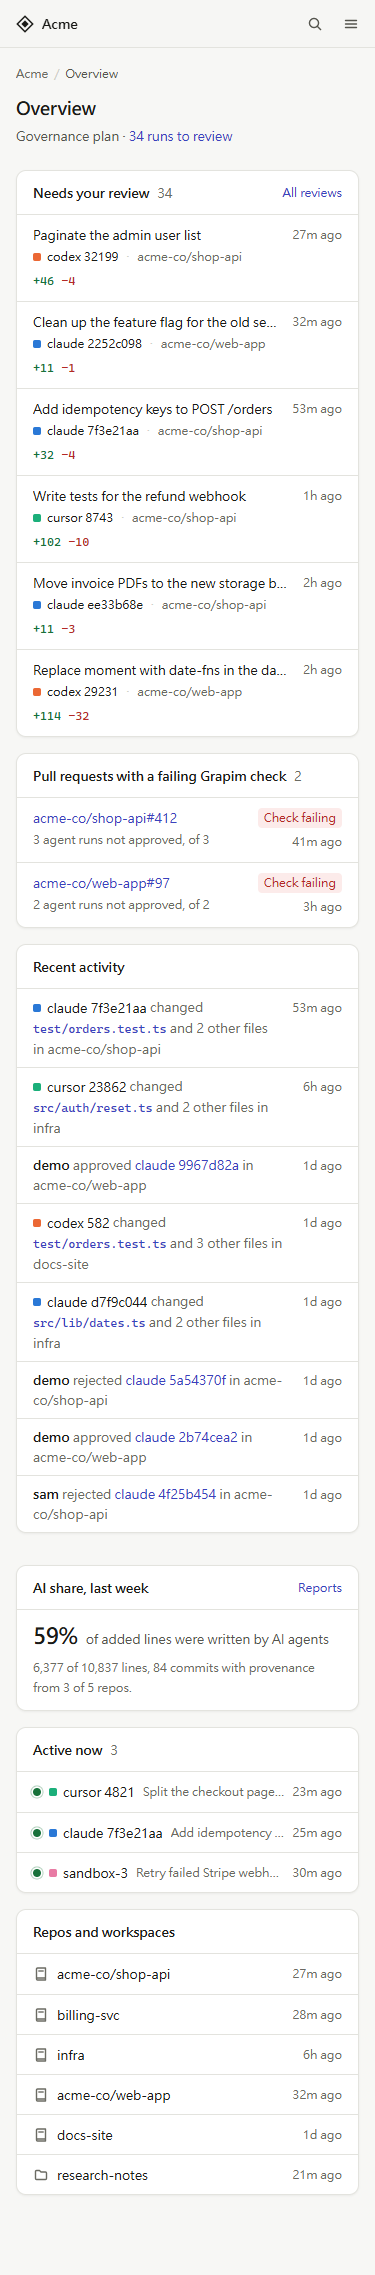 Acme
Acme / Overview
Overview
Governance plan · 34 runs to review
Needs your review 34 All reviews
Paginate the admin user list 27m ago
codex 32199 · acme-co/shop-api
+46 −4
Clean up the feature flag for the old se... 32m ago
claude 2252c098 · acme-co/web-app
+11 −1
Add idempotency keys to POST /orders 53m ago
claude 7f3e21aa · acme-co/shop-api
+32 −4
Write tests for the refund webhook 1h ago
cursor 8743 · acme-co/shop-api
+102 −10
Move invoice PDFs to the new storage b... 2h ago
claude ee33b68e · acme-co/shop-api
+11 −3
Replace moment with date-fns in the da... 2h ago
codex 29231 · acme-co/web-app
+114 −32
Pull requests with a failing Grapim check 2
acme-co/shop-api#412 Check failing
3 agent runs not approved, of 3 41m ago
acme-co/web-app#97 Check failing
2 agent runs not approved, of 2 3h ago
Recent activity
claude 7f3e21aa changed 53m ago
test/orders.test.ts and 2 other files
in acme-co/shop-api
cursor 23862 changed 6h ago
src/auth/reset.ts and 2 other files in
infra
demo approved claude 9967d82a in 1d ago
acme-co/web-app
codex 582 changed 1d ago
test/orders.test.ts and 3 other files in
docs-site
claude d7f9c044 changed 1d ago
src/lib/dates.ts and 2 other files in
infra
demo rejected claude 5a54370f in acme- 1d ago
co/shop-api
demo approved claude 2b74cea2 in 1d ago
acme-co/web-app
sam rejected claude 4f25b454 in acme- 1d ago
co/shop-api
AI share, last week Reports
59% of added lines were written by AI agents
6,377 of 10,837 lines, 84 commits with provenance
from 3 of 5 repos.
Active now 3
cursor 4821 Split the checkout page... 23m ago
claude 7f3e21aa Add idempotency ... 25m ago
sandbox-3 Retry failed Stripe webh... 30m ago
Repos and workspaces
acme-co/shop-api 27m ago
billing-svc 28m ago
infra 6h ago
acme-co/web-app 32m ago
docs-site 1d ago
research-notes 21m ago